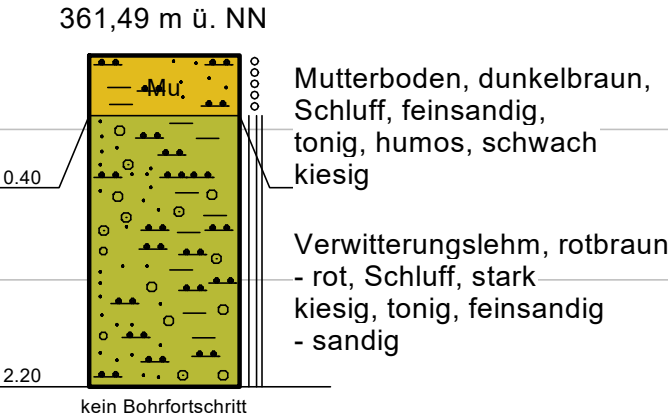 361,49 m ü. NN
Mu
Mutterboden, dunkelbraun,
Schluff, feinsandig,
tonig, humos, schwach
kiesig
0.40
Verwitterungslehm, rotbraun
- rot, Schluff, stark
kiesig, tonig, feinsandig
- sandig
2.20
kein Bohrfortschritt